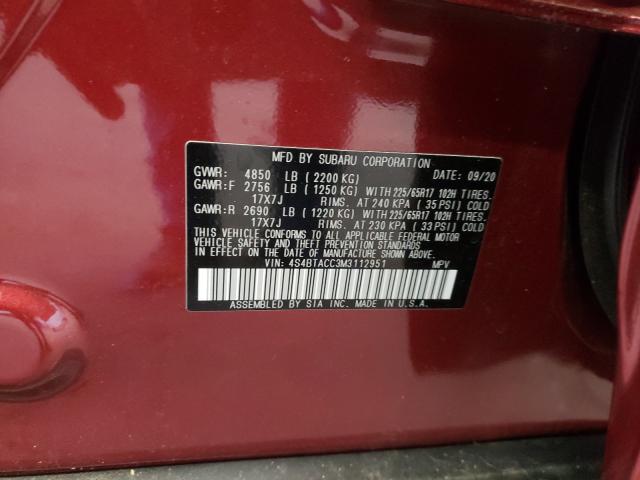 MFD BY SUBARU CORPORATION
GVWR: 4850 LB ( 2200 KG) DATE: 09/20
GAWR:F 2756 LB ( 1250 KG) WITH 225/65R17 102H TIRES.
17X7J RIMS. AT 240 KPA ( 35 PSI) COLD
GAWR:R 2690 LB ( 1220 KG) WITH 225/65R17 102H TIRES.
17X7J RIMS. AT 230 KPA ( 33 PSI) COLD
THIS VEHICLE CONFORMS TO ALL APPLICABLE FEDERAL MOTOR
VEHICLE SAFETY AND BUMPER STANDARDS
IN EFFECT ON THE DATE OF MANUFACTURE SHOWN ABOVE.
VIN: 4S4BTACC3M3112951 MPV
ASSEMBLED BY SIA INC. MADE IN U.S.A.